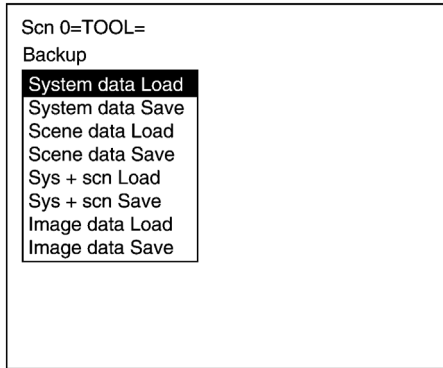 Scn 0=TOOL=
Backup
System data Load
System data Save
Scene data Load
Scene data Save
Sys + scn Load
Sys + scn Save
Image data Load
Image data Save